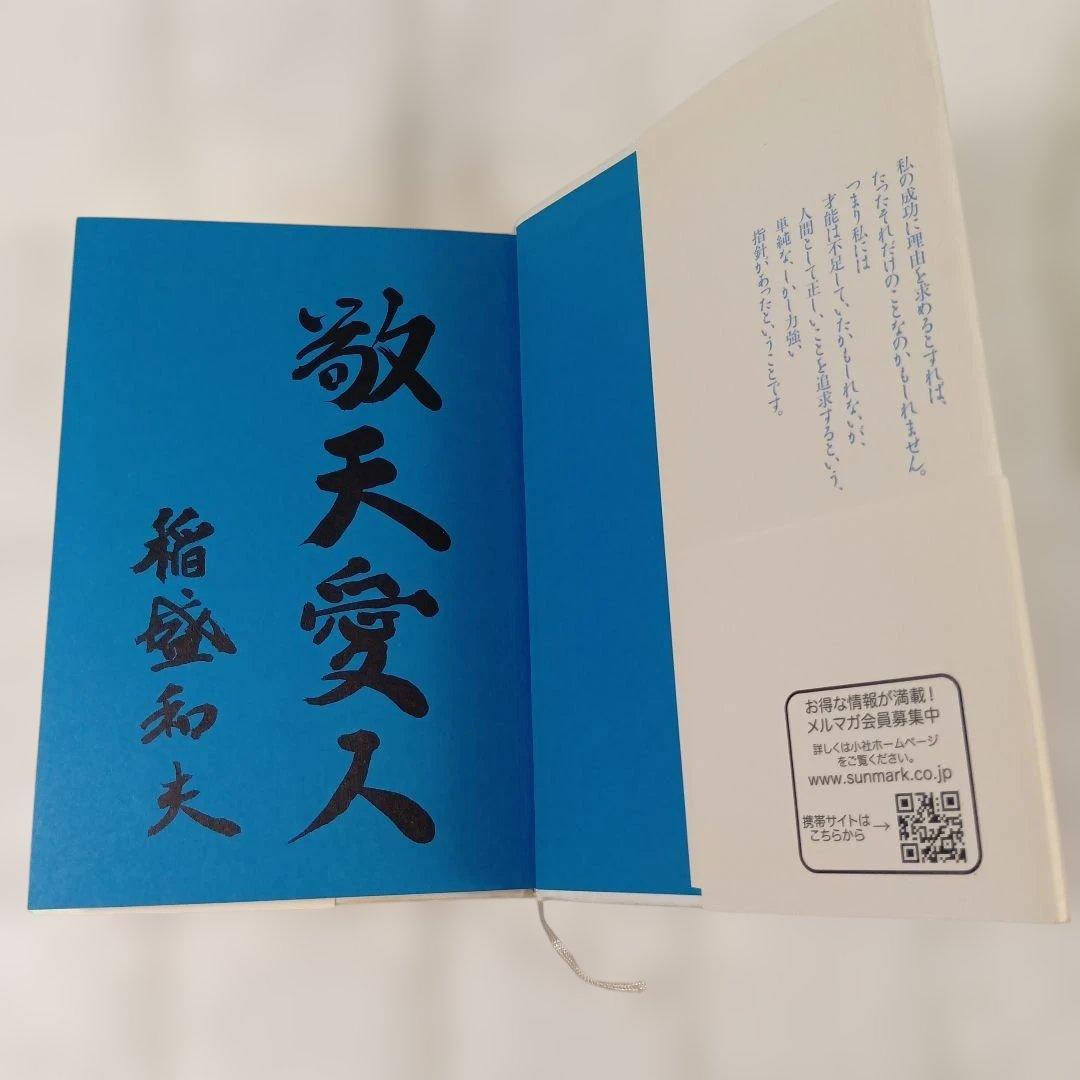 敬天愛人
稲盛和夫
私の成功に理由を求めるとすれば、
たったそれだけのことなのかもしれません。
つまり私には
才能は不足していたかもしれないが、
人間として正しいことを追求するという、
単純な、しかし力強い
指針があったということです。
お得な情報が満載！
メルマガ会員募集中
詳しくは小社ホームページ
をご覧ください。
www.sunmark.co.jp
携帯サイトは
こちらから→